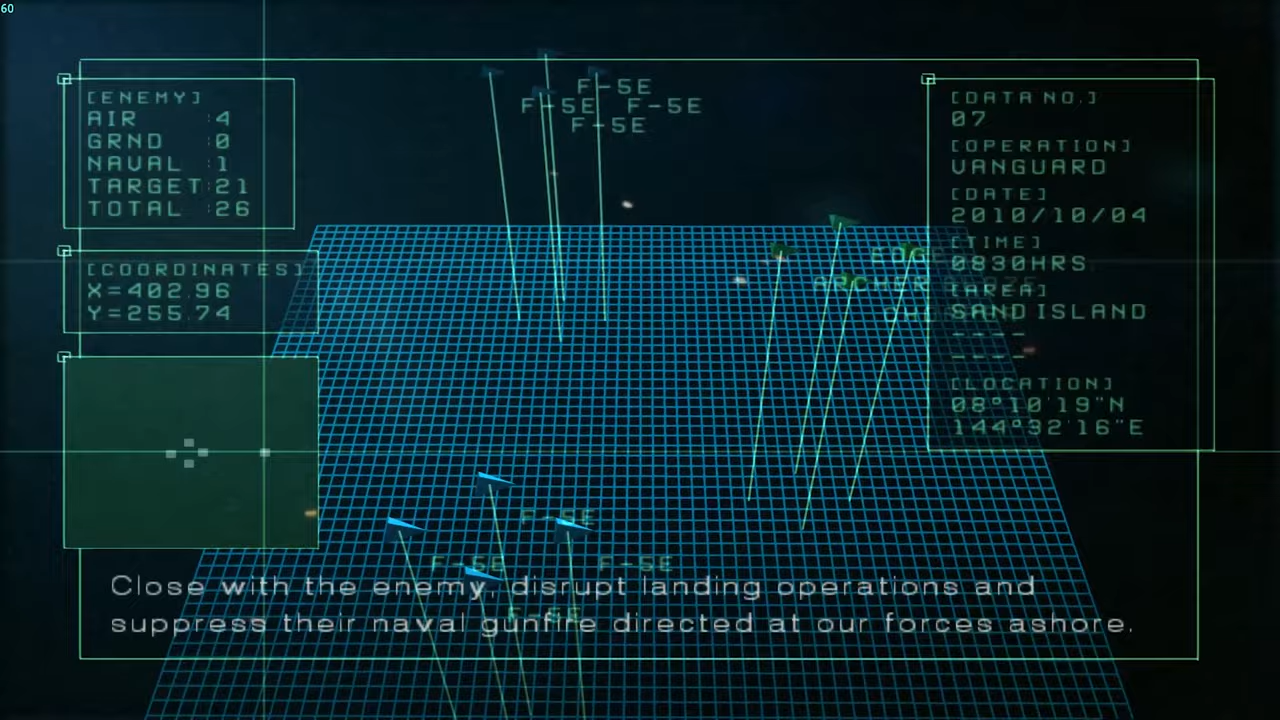 60
[ENEMY]
AIR :4
GRND :0
NAVAL :1
TARGET:21
TOTAL :26
[COORDINATES]
X=402.96
Y=255.74
F-5E
F-5E F-5E
F-5E
[DATA NO.]
07
[OPERATION]
VANGUARD
[DATE]
2010/10/04
[TIME]
0830HRS
[AREA]
SAND ISLAND
----
----
[LOCATION]
08°10'19"N
144°32'16"E
EDGE
ARCHER
F-5E
F-5E F-5E
F-5E
Close with the enemy, disrupt landing operations and
suppress their naval gunfire directed at our forces ashore.